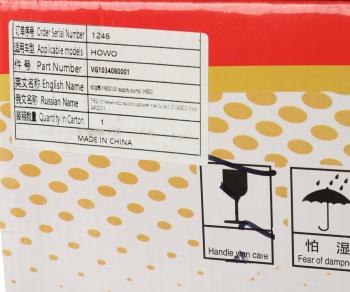 订单序号 Order Serial Number 1246
适用车型 Applicable models HOWO
件 号 Part Number VG1034080001
英文名称 English Name
俄文名称 Russian Name
装箱数量 Quantity in Carton 1
MADE IN CHINA
Handle with care
怕 湿
Fear of dampn